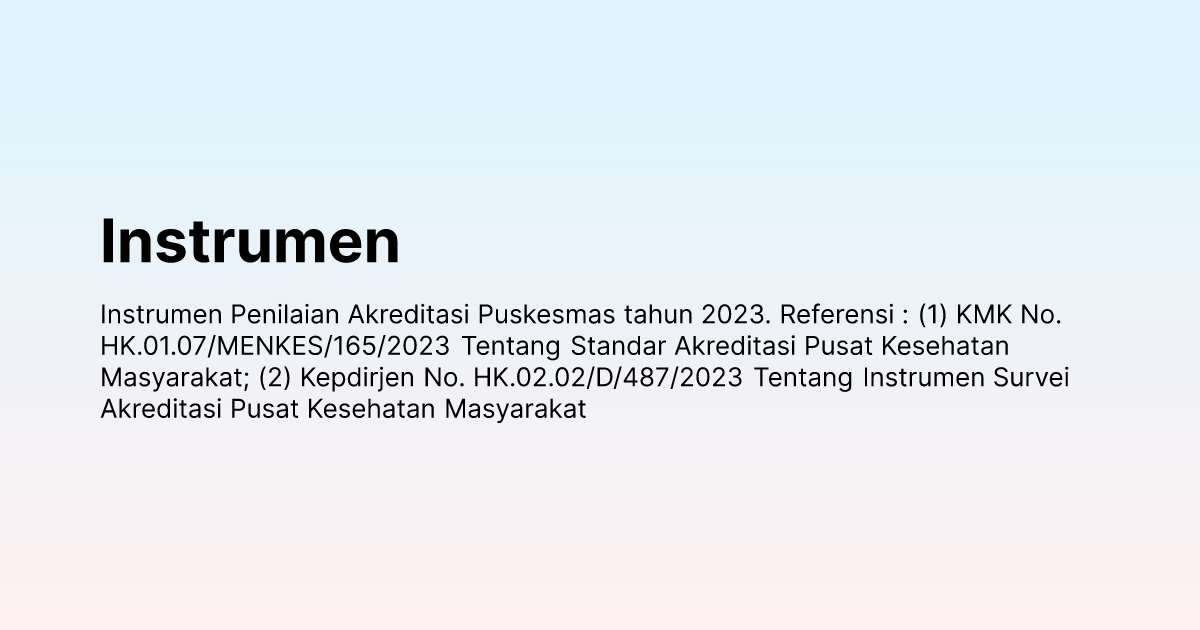 Instrumen
Instrumen Penilaian Akreditasi Puskesmas tahun 2023. Referensi : (1) KMK No.
HK.01.07/MENKES/165/2023 Tentang Standar Akreditasi Pusat Kesehatan
Masyarakat; (2) Kepdirjen No. HK.02.02/D/487/2023 Tentang Instrumen Survei
Akreditasi Pusat Kesehatan Masyarakat